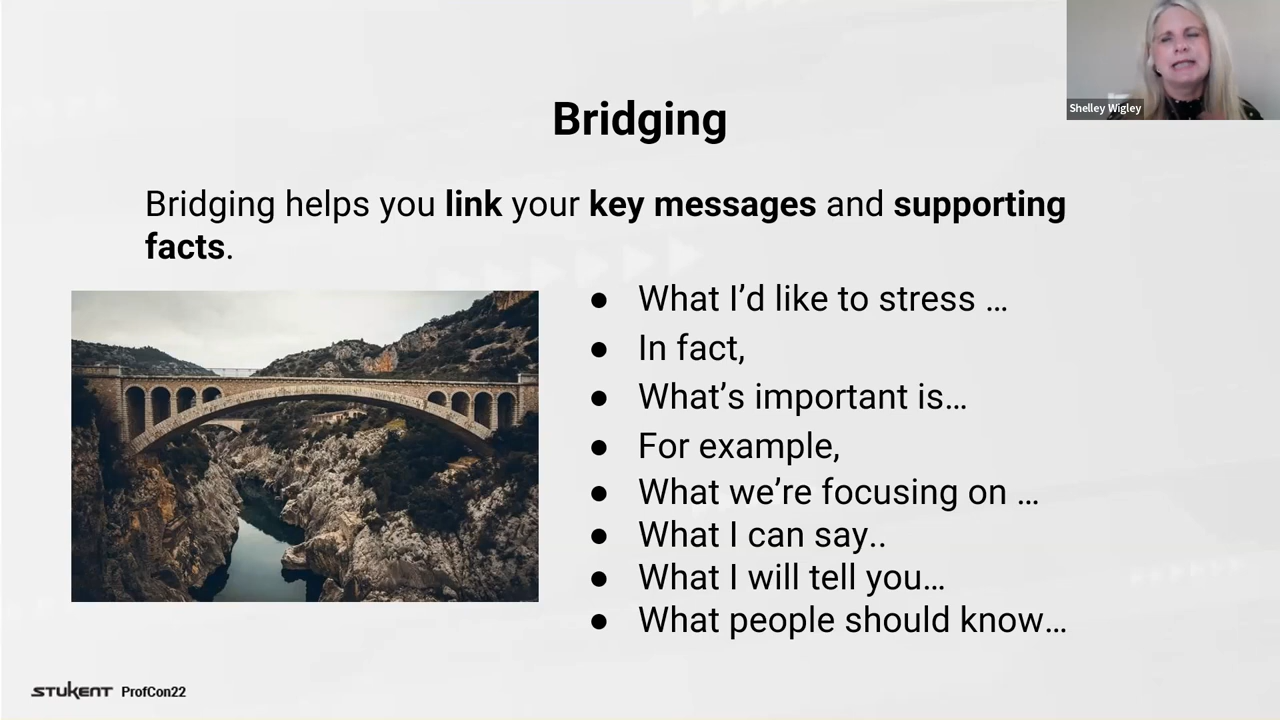 Shelley Wigley
Bridging
Bridging helps you link your key messages and supporting
facts.
● What I’d like to stress …
● In fact,
● What’s important is…
● For example,
● What we’re focusing on …
● What I can say..
● What I will tell you…
● What people should know…
STUKENT ProfCon22